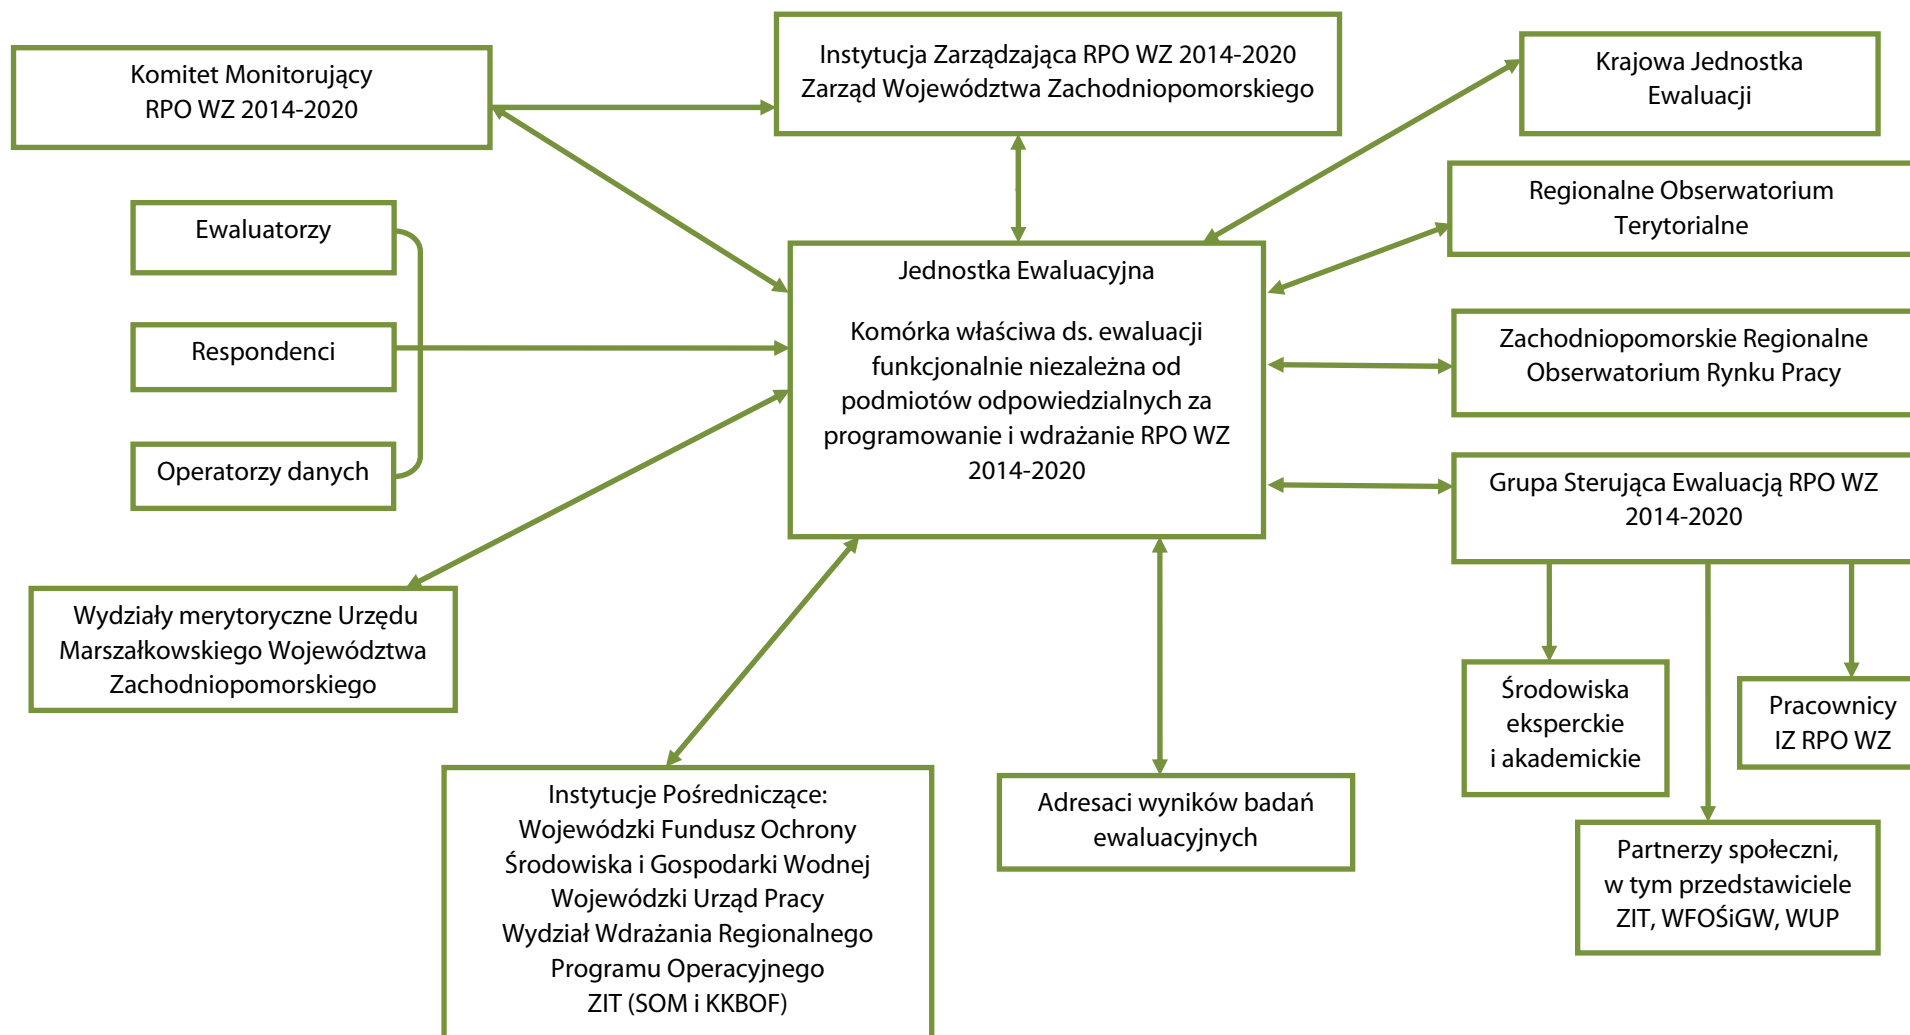 Komitet Monitorujący
RPO WZ 2014-2020
Instytucja Zarządzająca RPO WZ 2014-2020
Zarząd Województwa Zachodniopomorskiego
Krajowa Jednostka
Ewaluacji
Regionalne Obserwatorium
Terytorialne
Ewaluatorzy
Respondenci
Operatorzy danych
Jednostka Ewaluacyjna
Komórka właściwa ds. ewaluacji
funkcjonalnie niezależna od
podmiotów odpowiedzialnych za
programowanie i wdrażanie RPO WZ
2014-2020
Zachodniopomorskie Regionalne
Obserwatorium Rynku Pracy
Grupa Sterująca Ewaluacją RPO WZ
2014-2020
Wydziały merytoryczne Urzędu
Marszałkowskiego Województwa
Zachodniopomorskiego
Środowiska
eksperckie
i akademickie
Pracownicy
IZ RPO WZ
Instytucje Pośredniczące:
Wojewódzki Fundusz Ochrony
Środowiska i Gospodarki Wodnej
Wojewódzki Urząd Pracy
Wydział Wdrażania Regionalnego
Programu Operacyjnego
ZIT (SOM i KKBOF)
Adresaci wyników badań
ewaluacyjnych
Partnerzy społeczni,
w tym przedstawiciele
ZIT, WFOŚiGW, WUP